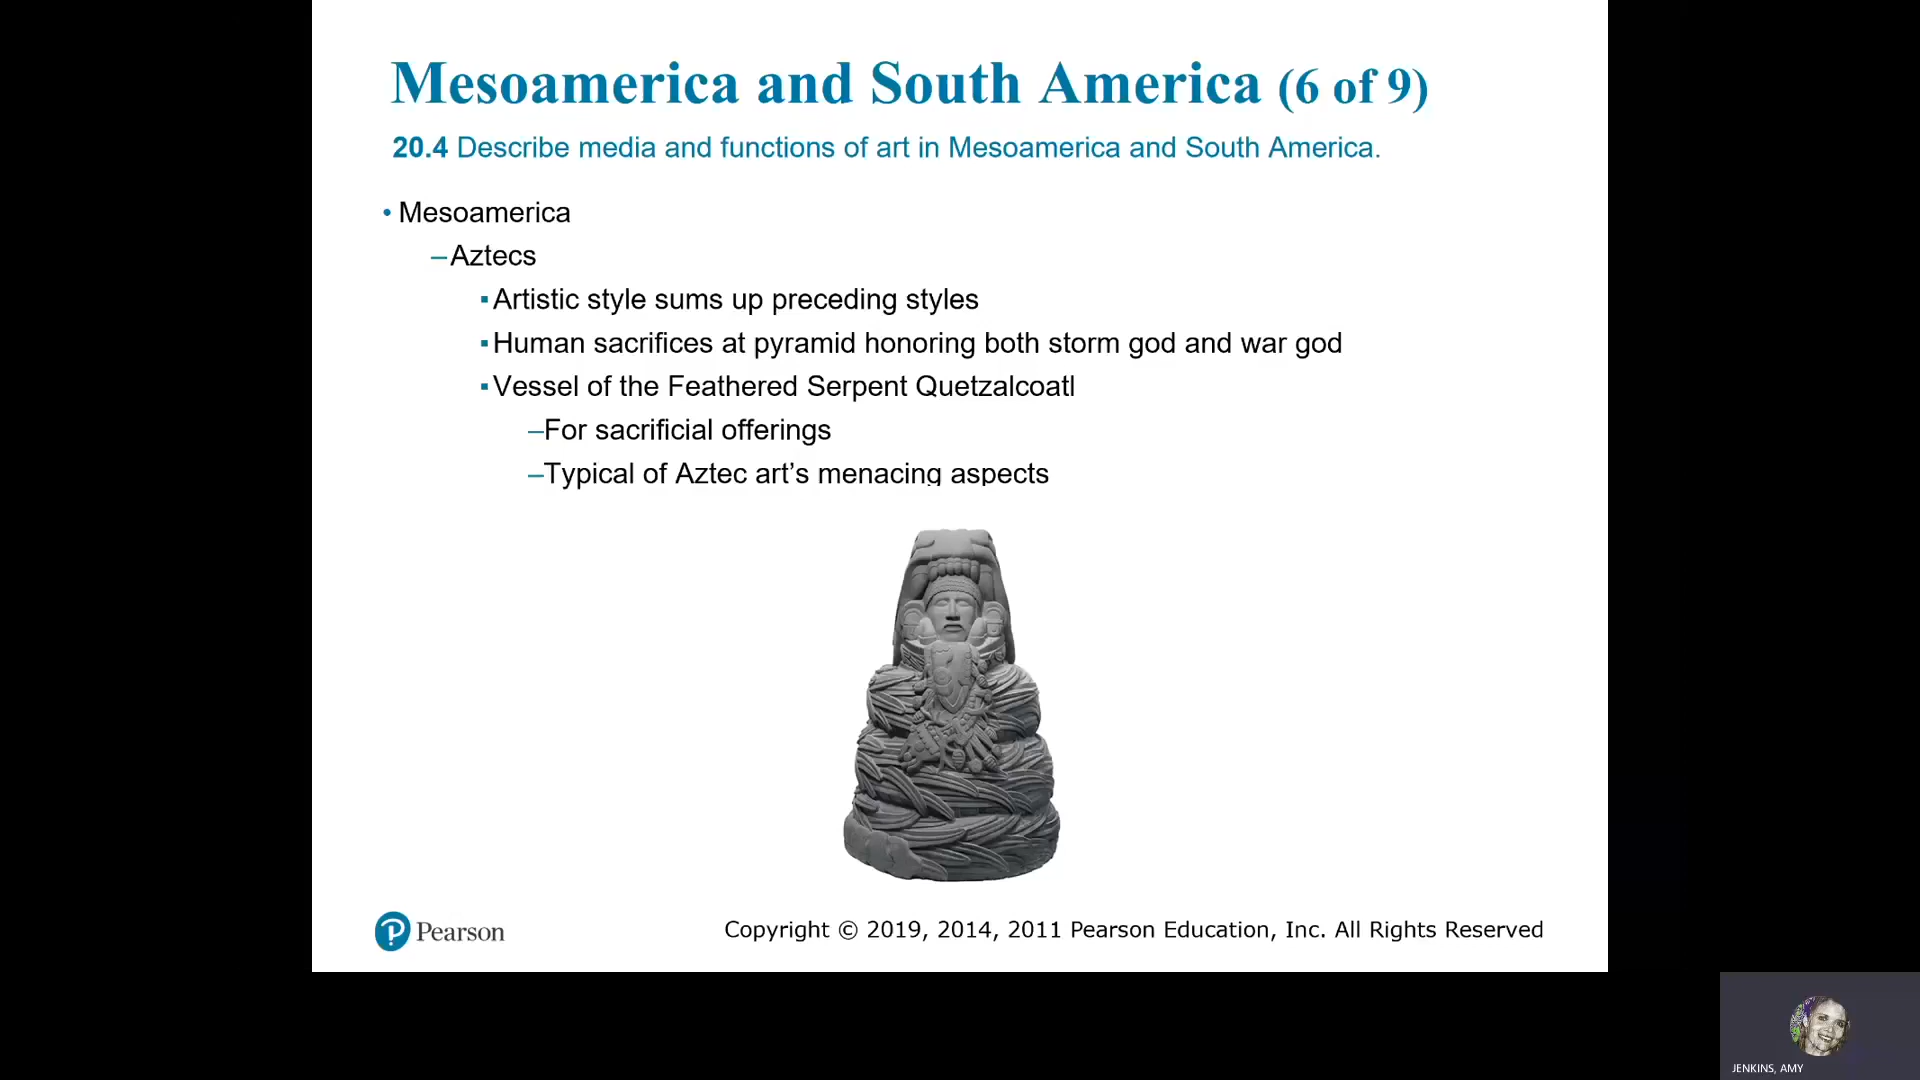 Mesoamerica and South America (6 of 9)
20.4 Describe media and functions of art in Mesoamerica and South America.
• Mesoamerica
–Aztecs
▪Artistic style sums up preceding styles
▪Human sacrifices at pyramid honoring both storm god and war god
▪Vessel of the Feathered Serpent Quetzalcoatl
–For sacrificial offerings
–Typical of Aztec art’s menacing aspects
Pearson
Copyright © 2019, 2014, 2011 Pearson Education, Inc. All Rights Reserved
JENKINS, AMY